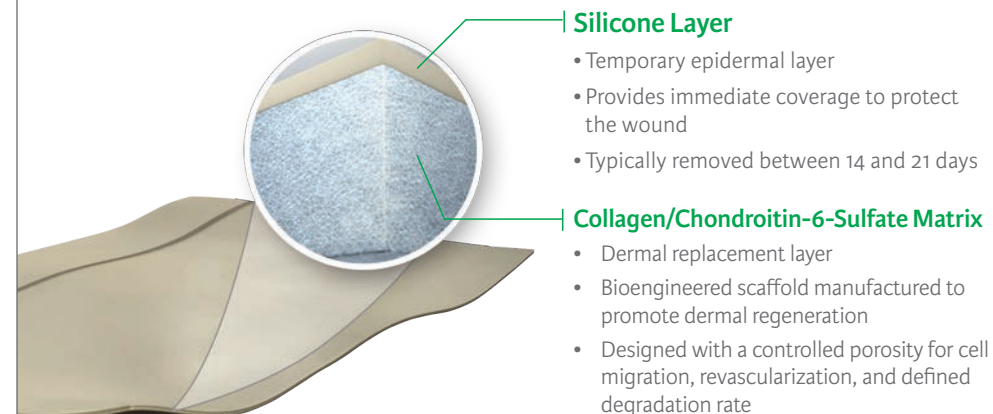 Silicone Layer
• Temporary epidermal layer
• Provides immediate coverage to protect
the wound
• Typically removed between 14 and 21 days
Collagen/Chondroitin-6-Sulfate Matrix
• Dermal replacement layer
• Bioengineered scaffold manufactured to
promote dermal regeneration
• Designed with a controlled porosity for cell
migration, revascularization, and defined
degradation rate